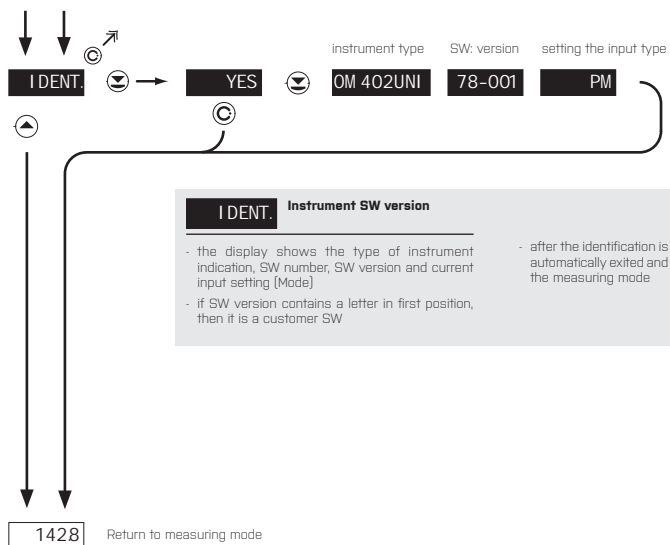 instrument type SW: version setting the input type
IDENT. YES OM 402UNI 78-001 PM
C
IDENT. Instrument SW version
- the display shows the type of instrument
indication, SW number, SW version and current
input setting (Mode)
- if SW version contains a letter in first position,
then it is a customer SW
- after the identification is
automatically exited and
the measuring mode
1428 Return to measuring mode